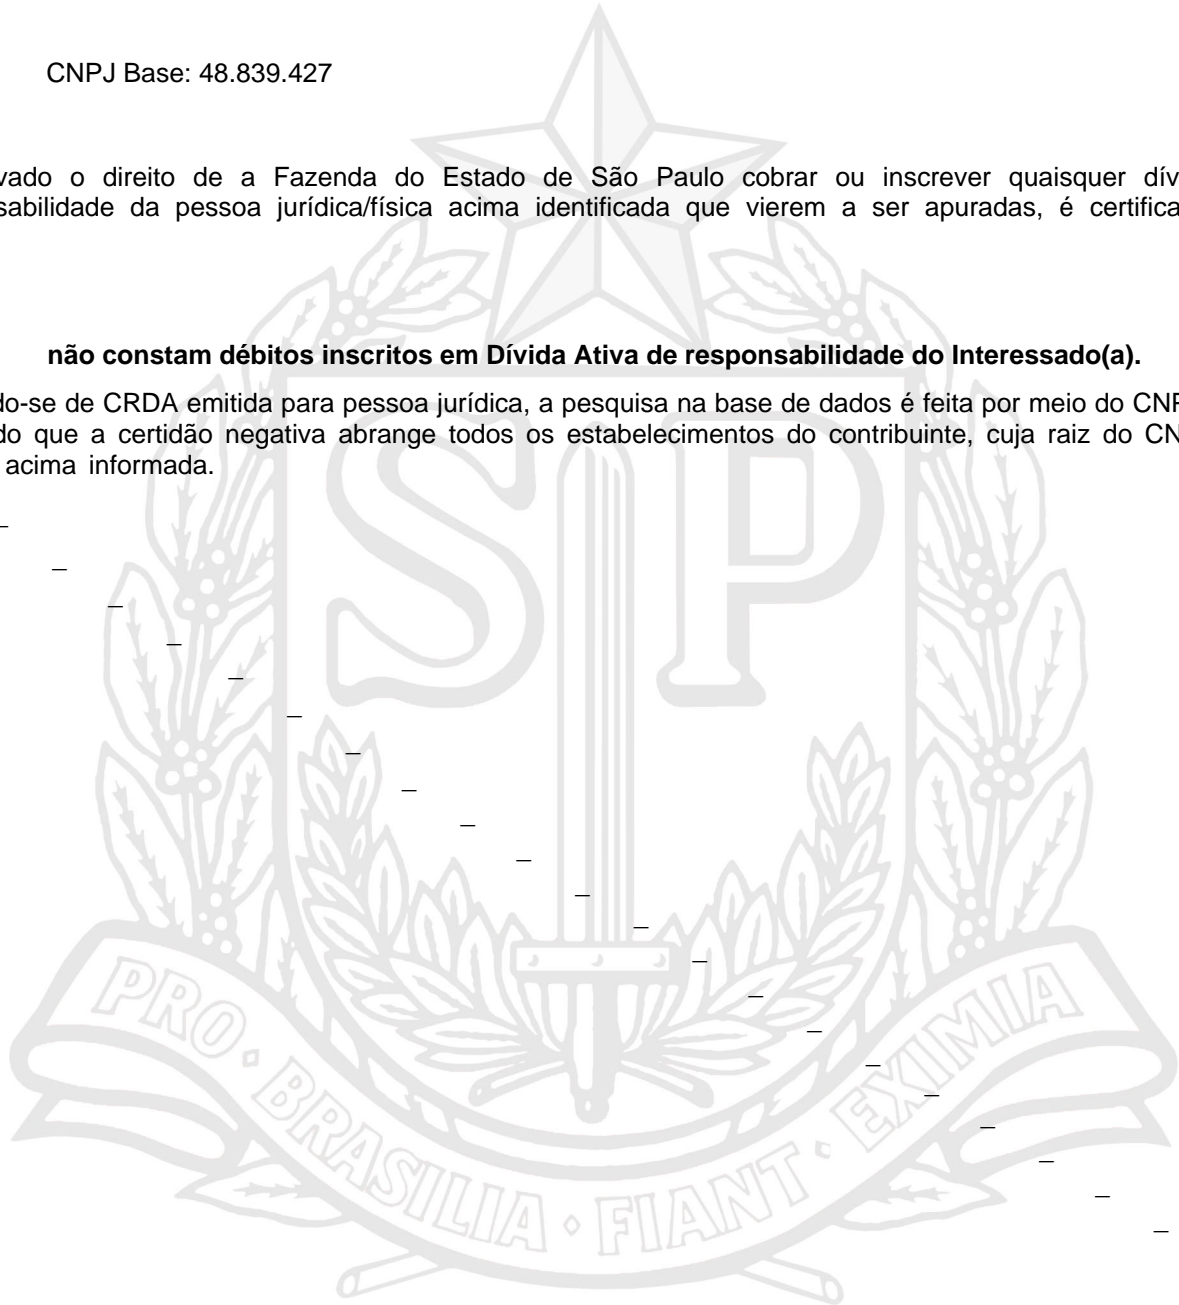 CNPJ Base: 48.839.427
vado o direito de a Fazenda do Estado de São Paulo cobrar ou inscrever quaisquer dív
sabilidade da pessoa jurídica/física acima identificada que vierem a ser apuradas, é certifica
não constam débitos inscritos em Dívida Ativa de responsabilidade do Interessado(a).
do-se de CRDA emitida para pessoa jurídica, a pesquisa na base de dados é feita por meio do CNP
do que a certidão negativa abrange todos os estabelecimentos do contribuinte, cuja raiz do CN
acima informada.
SP
PRO · BRASILIA · FIANT · EXIMIA